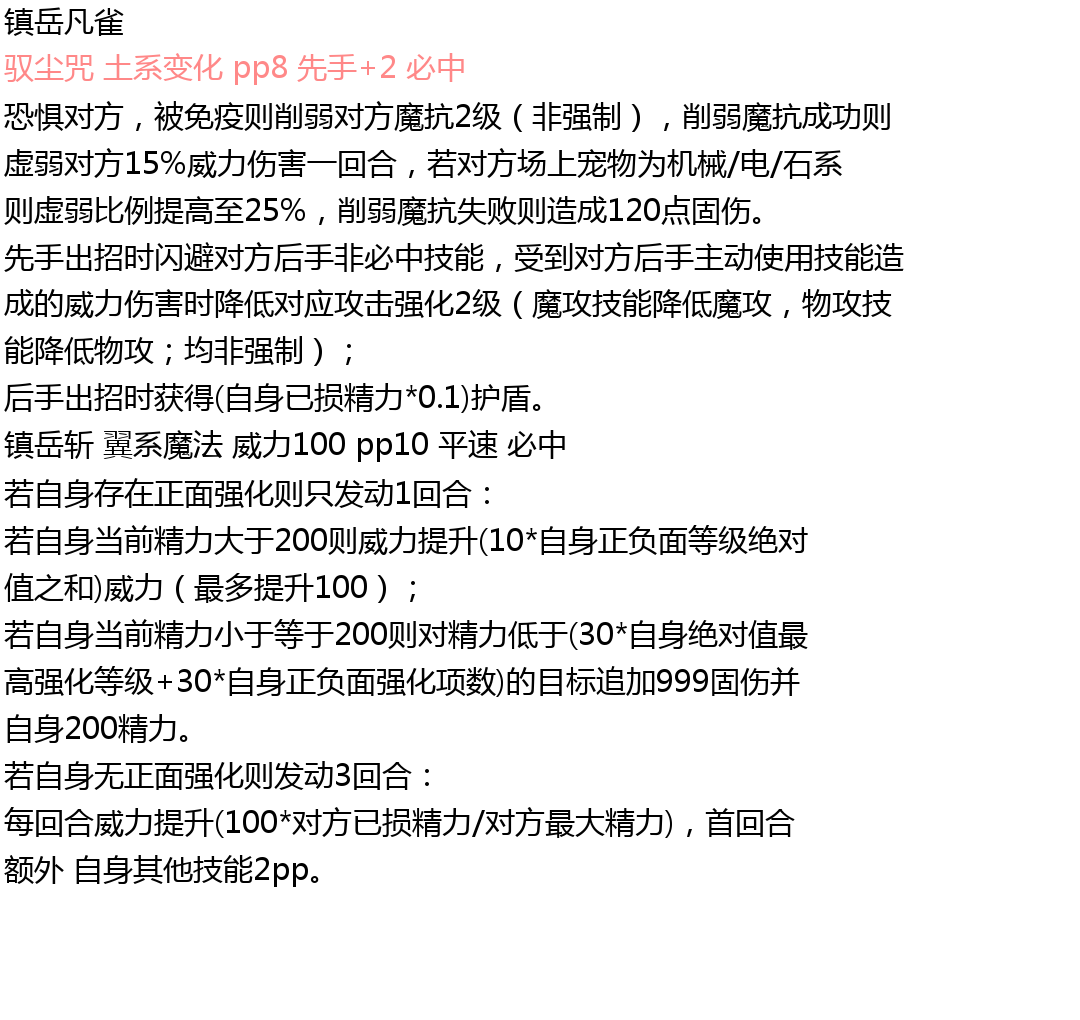 镇岳凡雀
驭尘咒 土系变化 pp8 先手+2 必中
恐惧对方，被免疫则削弱对方魔抗2级（非强制），削弱魔抗成功则
虚弱对方15%威力伤害一回合，若对方场上宠物为机械/电/石系
则虚弱比例提高至25%，削弱魔抗失败则造成120点固伤。
先手出招时闪避对方后手非必中技能，受到对方后手主动使用技能造
成的威力伤害时降低对应攻击强化2级（魔攻技能降低魔攻，物攻技
能降低物攻；均非强制）；
后手出招时获得(自身已损精力*0.1)护盾。
镇岳斩 翼系魔法 威力100 pp10 平速 必中
若自身存在正面强化则只发动1回合：
若自身当前精力大于200则威力提升(10*自身正负面等级绝对
值之和)威力（最多提升100）；
若自身当前精力小于等于200则对精力低于(30*自身绝对值最
高强化等级+30*自身正负面强化项数)的目标追加999固伤并
自身200精力。
若自身无正面强化则发动3回合：
每回合威力提升(100*对方已损精力/对方最大精力)，首回合
额外 自身其他技能2pp。